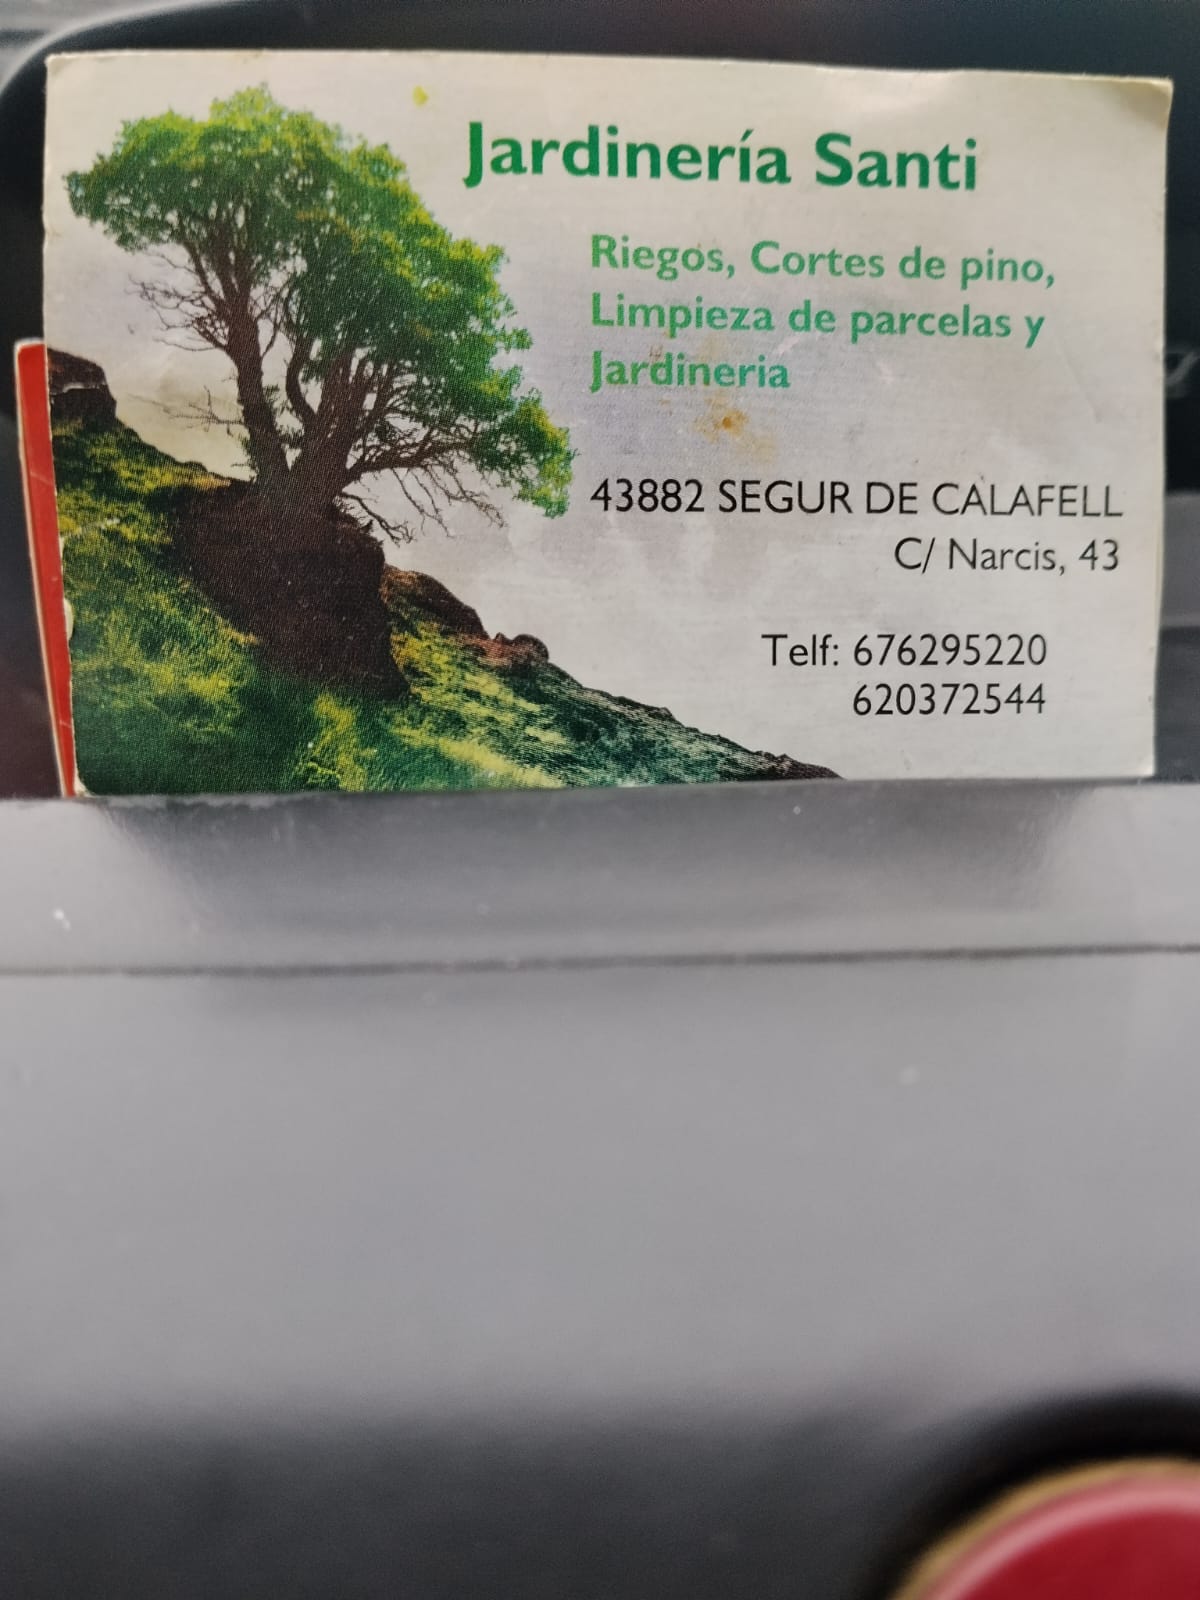 Jardinería Santi
Riegos, Cortes de pino,
Limpieza de parcelas y
Jardineria
43882 SEGUR DE CALAFELL
C/ Narcis, 43
Telf: 676295220
620372544